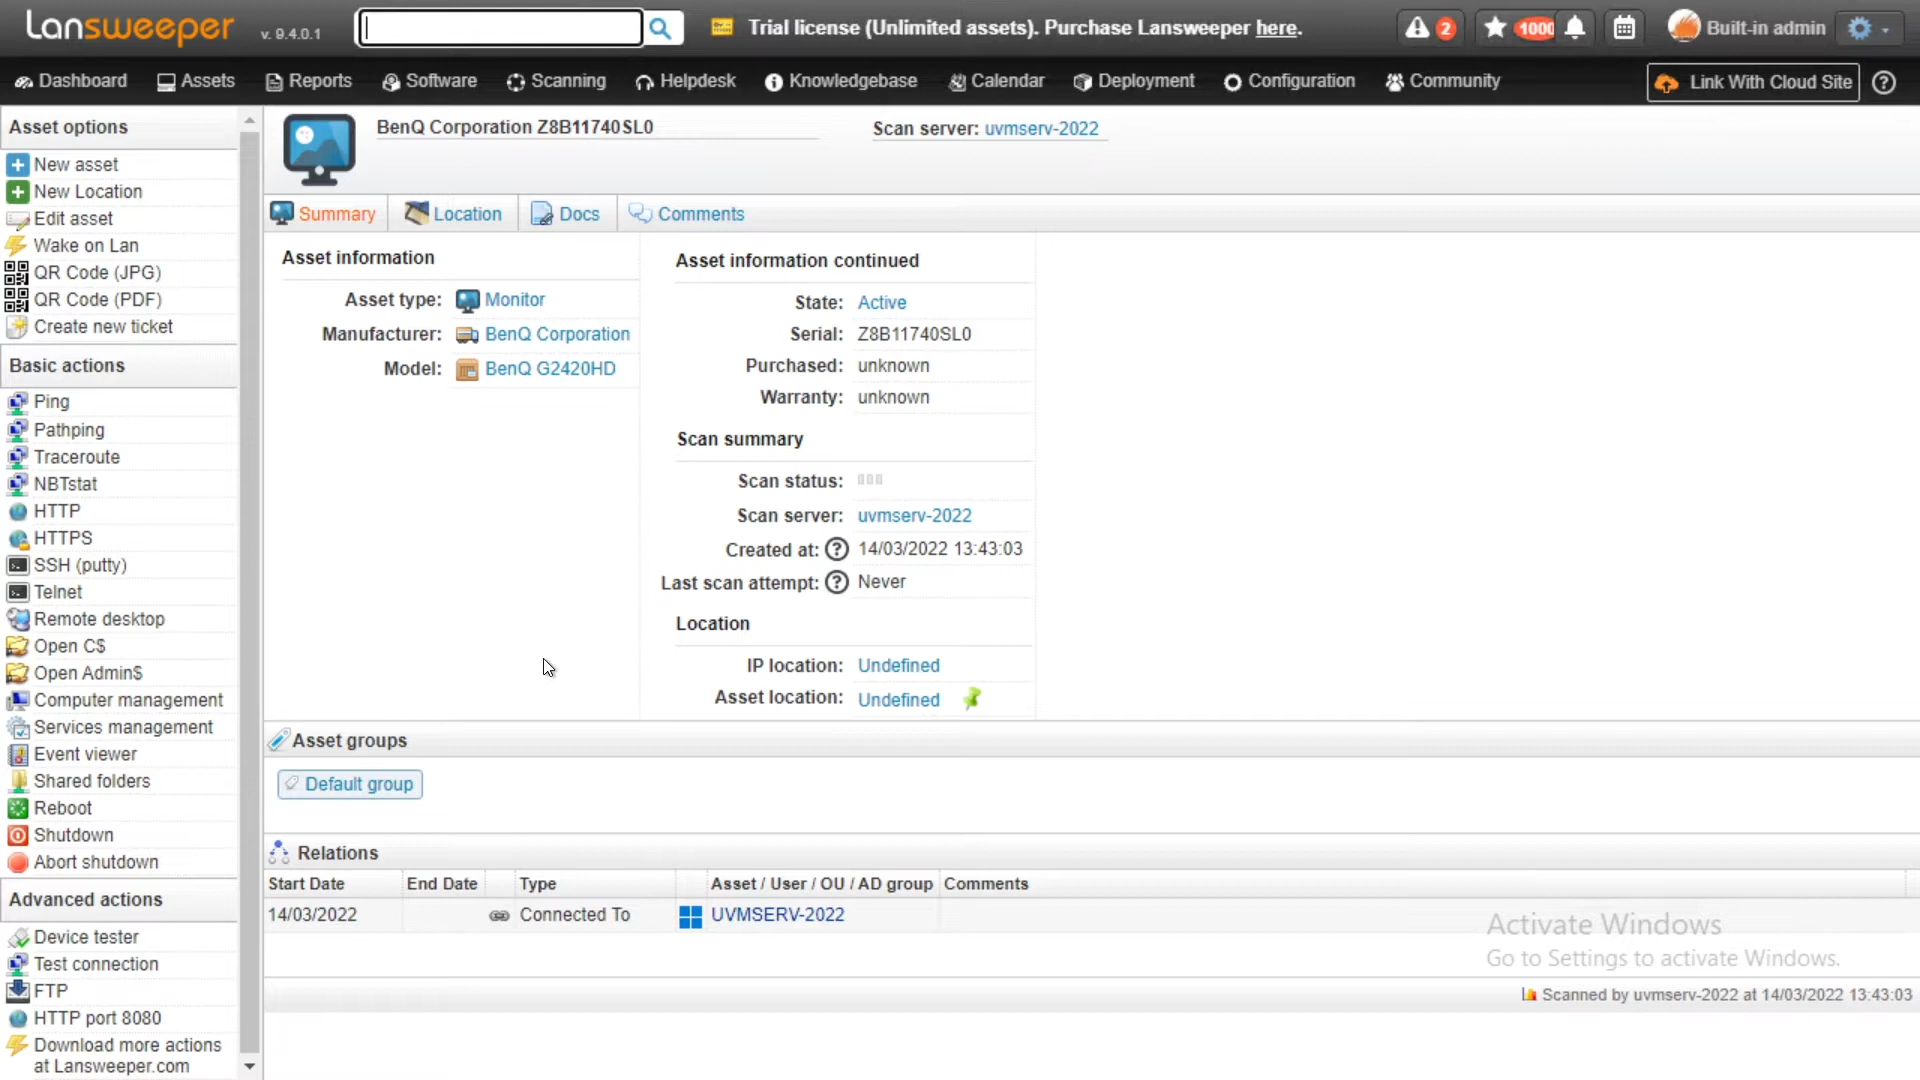 Lansweeper v. 9.4.0.1
Trial license (Unlimited assets). Purchase Lansweeper here.
2
1000
Built-in admin
Dashboard Assets Reports Software Scanning Helpdesk Knowledgebase Calendar Deployment Configuration Community Link With Cloud Site
Asset options
New asset
New Location
Edit asset
Wake on Lan
QR Code (JPG)
QR Code (PDF)
Create new ticket
Basic actions
Ping
Pathping
Traceroute
NBTstat
HTTP
HTTPS
SSH (putty)
Telnet
Remote desktop
Open C$
Open Admin$
Computer management
Services management
Event viewer
Shared folders
Reboot
Shutdown
Abort shutdown
Advanced actions
Device tester
Test connection
FTP
HTTP port 8080
Download more actions
at Lansweeper.com
BenQ Corporation Z8B11740SL0
Scan server: uvmserv-2022
Summary Location Docs Comments
Asset information
Asset type: Monitor
Manufacturer: BenQ Corporation
Model: BenQ G2420HD
Asset information continued
State: Active
Serial: Z8B11740SL0
Purchased: unknown
Warranty: unknown
Scan summary
Scan status:
Scan server: uvmserv-2022
Created at: ? 14/03/2022 13:43:03
Last scan attempt: ? Never
Location
IP location: Undefined
Asset location: Undefined
Asset groups
Default group
Relations
Start Date End Date Type Asset / User / OU / AD group Comments
14/03/2022 Connected To UVMSERV-2022
Activate Windows
Go to Settings to activate Windows.
Scanned by uvmserv-2022 at 14/03/2022 13:43:03